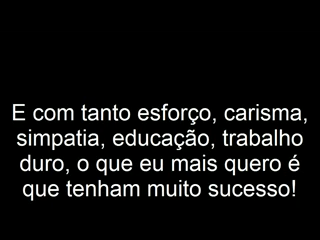 E com tanto esforço, carisma,
simpatia, educação, trabalho
duro, o que eu mais quero é
que tenham muito sucesso!